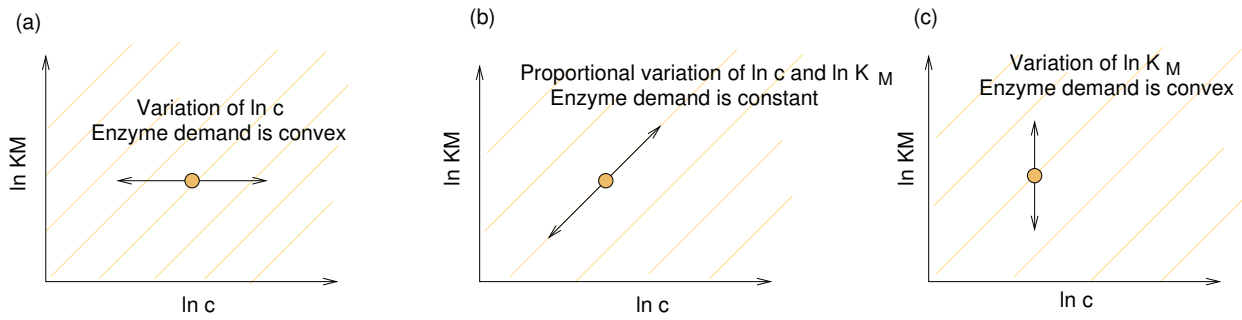 (a)
Variation of ln c
Enzyme demand is convex
ln KM
ln c
(b)
Proportional variation of ln c and ln K M
Enzyme demand is constant
ln KM
ln c
(c)
Variation of ln K M
Enzyme demand is convex
ln KM
ln c